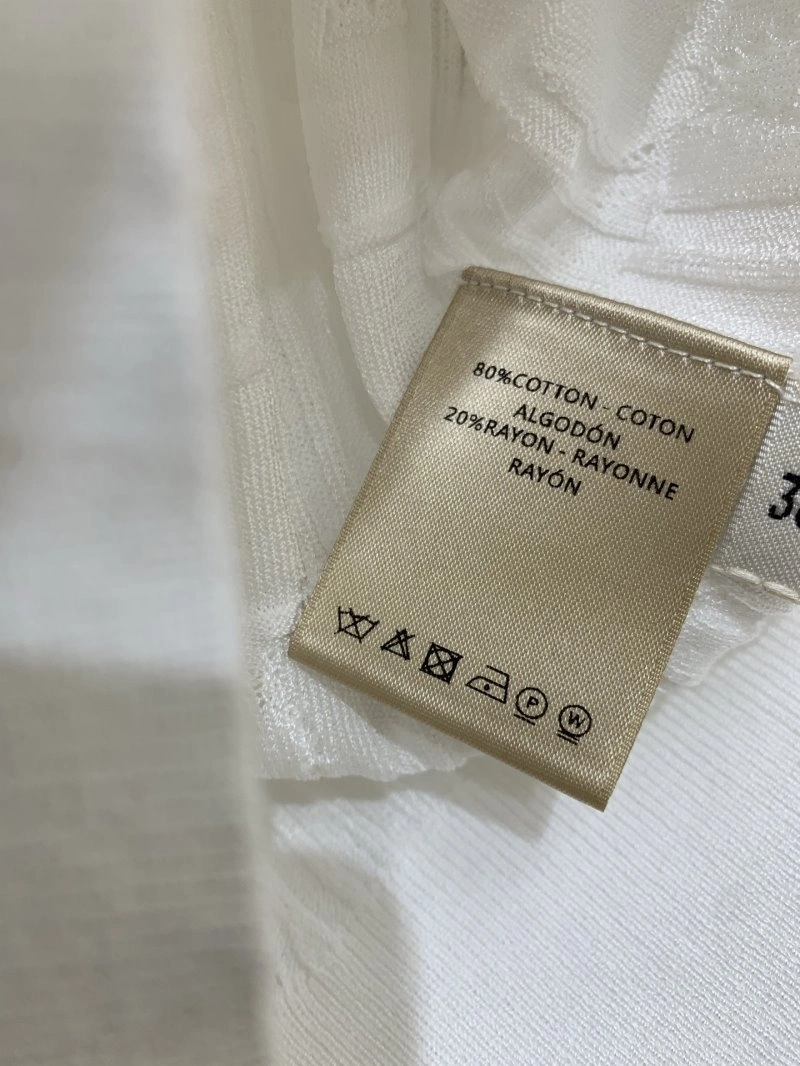 80%COTTON - COTON
ALGODÓN
20%RAYON - RAYONNE
RAYÓN
P
W